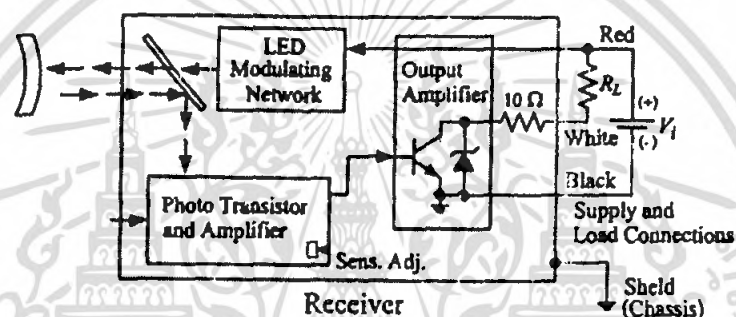 LED
Modulating
Network
Output
Amplifier
10 Ω
Red
R_L
(+)
V_i
(-)
White
Black
Photo Transistor
and Amplifier
Sens. Adj.
Supply and
Load Connections
Receiver
Sheld
(Chassis)